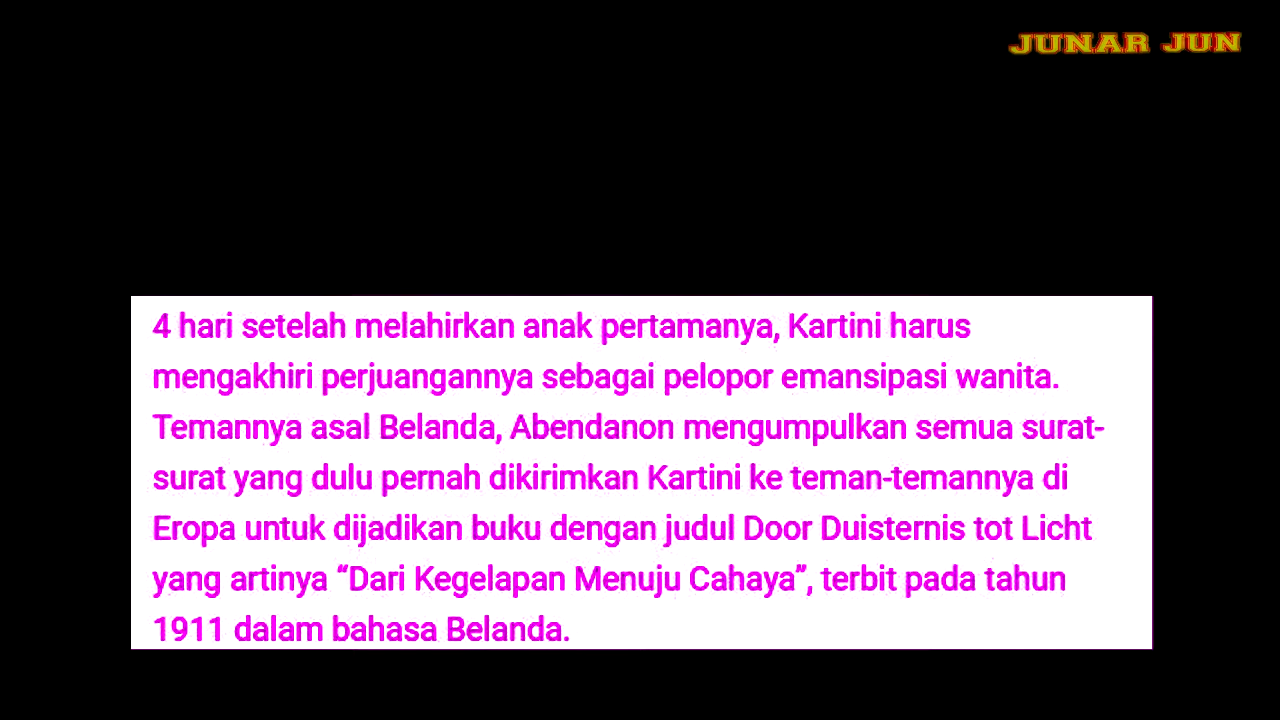 JUNAR JUN
4 hari setelah melahirkan anak pertamanya, Kartini harus
mengakhiri perjuangannya sebagai pelopor emansipasi wanita.
Temannya asal Belanda, Abendanon mengumpulkan semua surat-
surat yang dulu pernah dikirimkan Kartini ke teman-temannya di
Eropa untuk dijadikan buku dengan judul Door Duisternis tot Licht
yang artinya “Dari Kegelapan Menuju Cahaya”, terbit pada tahun
1911 dalam bahasa Belanda.